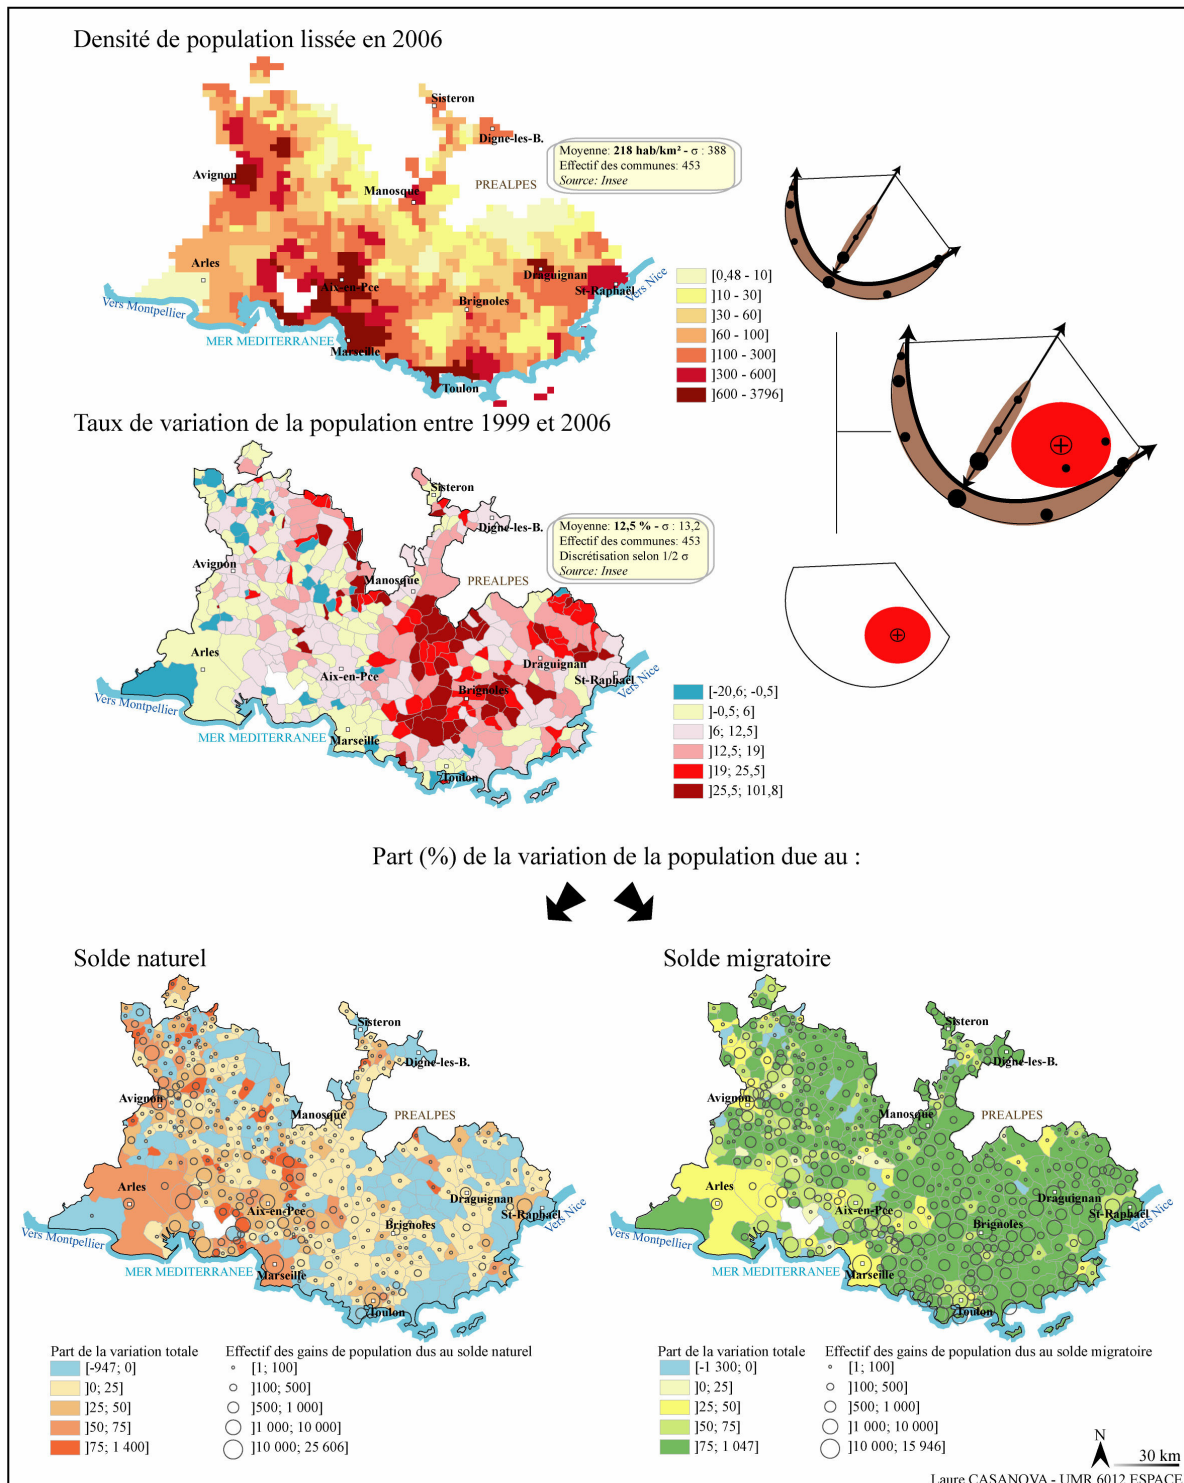 Densité de population lissée en 2006
Sisteron
Digne-les-B.
Moyenne: 218 hab/km² - σ : 388
Effectif des communes: 453
Source: Insee
Avignon
Manosque
PREALPES
Arles
Aix-en-Pce
Draguignan
St-Raphaël
Brignoles
Vers Montpellier
Vers Nice
MER MEDITERRANEE
Marseille
Toulon
[0,48 - 10]
]10 - 30]
]30 - 60]
]60 - 100]
]100 - 300]
]300 - 600]
]600 - 3796]
Taux de variation de la population entre 1999 et 2006
Sisteron
Digne-les-B.
Moyenne: 12,5 % - σ : 13,2
Effectif des communes: 453
Discrétisation selon 1/2 σ
Source: Insee
Avignon
Manosque
PREALPES
Arles
Aix-en-Pce
Draguignan
St-Raphaël
Brignoles
Vers Montpellier
Vers Nice
MER MEDITERRANEE
Marseille
Toulon
[-20,6; -0,5]
]-0,5; 6]
]6; 12,5]
]12,5; 19]
]19; 25,5]
]25,5; 101,8]
Part (%) de la variation de la population due au :
Solde naturel
Sisteron
Digne-les-B.
Avignon
Manosque
PREALPES
Arles
Aix-en-Pce
Draguignan
St-Raphaël
Brignoles
Vers Montpellier
Vers Nice
MER MEDITERRANEE
Marseille
Toulon
Part de la variation totale
[-947; 0]
]0; 25]
]25; 50]
]50; 75]
]75; 1 400]
Effectif des gains de population dus au solde naturel
[1; 100]
]100; 500]
]500; 1 000]
]1 000; 10 000]
]10 000; 25 606]
Solde migratoire
Sisteron
Digne-les-B.
Avignon
Manosque
PREALPES
Arles
Aix-en-Pce
Draguignan
St-Raphaël
Brignoles
Vers Montpellier
Vers Nice
MER MEDITERRANEE
Marseille
Toulon
Part de la variation totale
[-1 300; 0]
]0; 25]
]25; 50]
]50; 75]
]75; 1 047]
Effectif des gains de population dus au solde migratoire
[1; 100]
]100; 500]
]500; 1 000]
]1 000; 10 000]
]10 000; 15 946]
N
30 km
Laure CASANOVA - UMR 6012 ESPACE